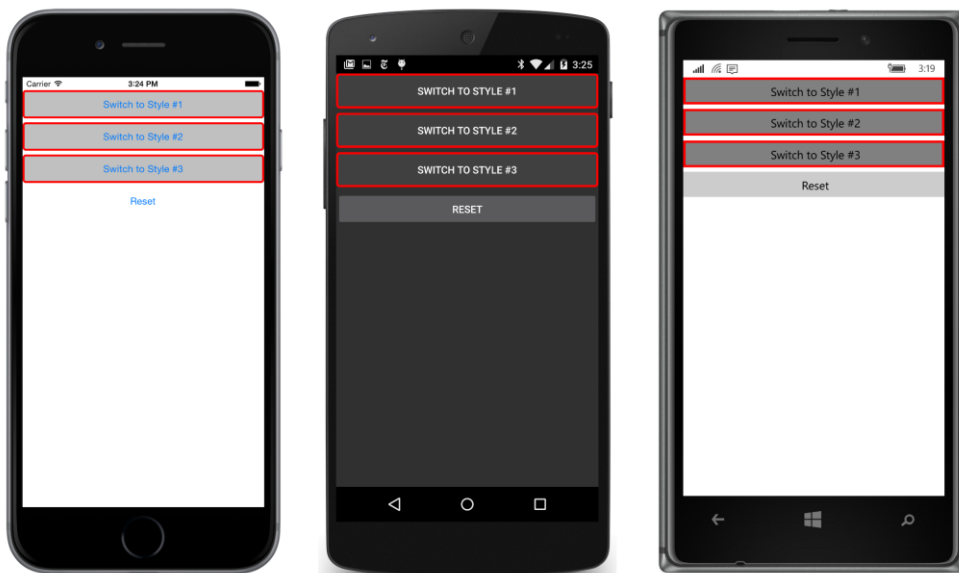 Carrier 3:24 PM
Switch to Style #1
Switch to Style #2
Switch to Style #3
Reset
3:25
SWITCH TO STYLE #1
SWITCH TO STYLE #2
SWITCH TO STYLE #3
RESET
3:19
Switch to Style #1
Switch to Style #2
Switch to Style #3
Reset